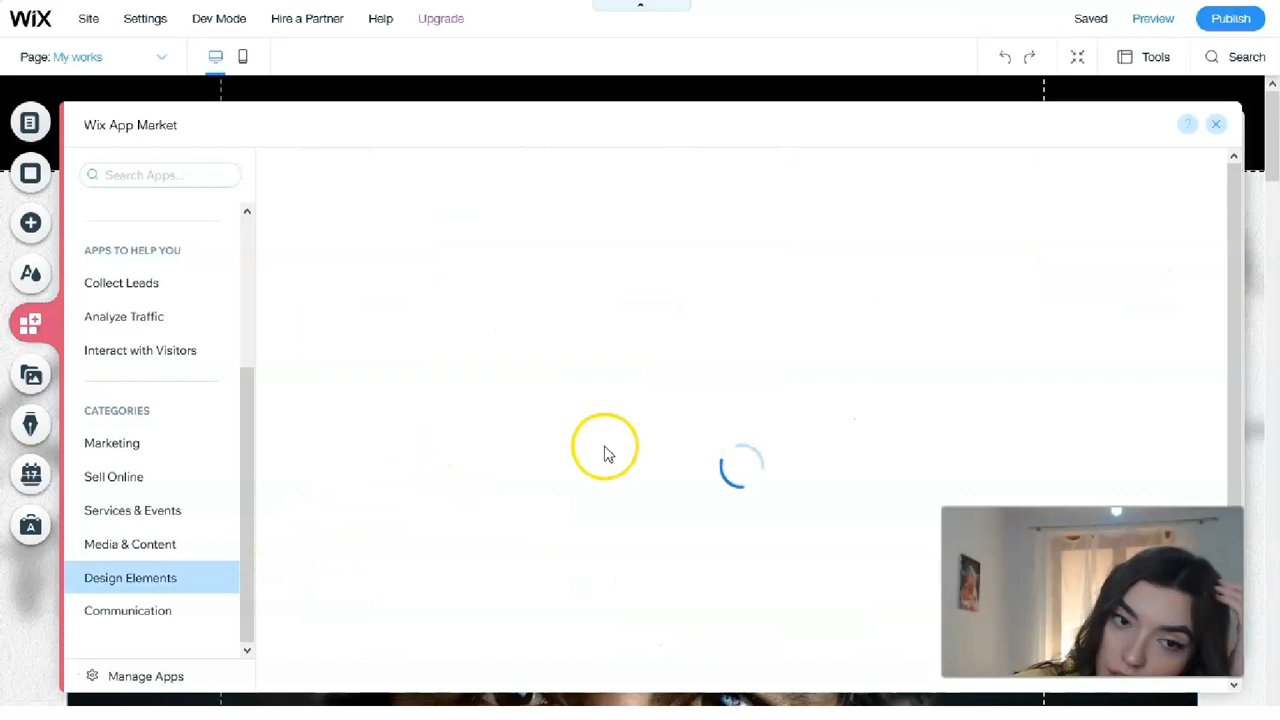 WiX Site Settings Dev Mode Hire a Partner Help Upgrade Saved Preview Publish
Page: My works Tools Search
Wix App Market ?
Search Apps...
APPS TO HELP YOU
Collect Leads
Analyze Traffic
Interact with Visitors
CATEGORIES
Marketing
Sell Online
17
Services & Events
A
Media & Content
Design Elements
Communication
Manage Apps